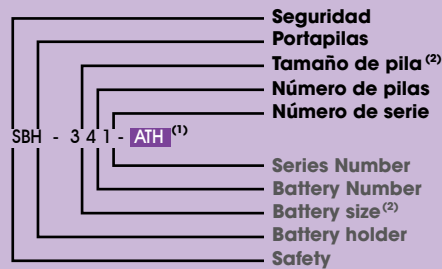 Seguridad
Portapilas
Tamaño de pila (2)
Número de pilas
Número de serie
SBH - 3 4 1 - ATH (1)
Series Number
Battery Number
Battery size (2)
Battery holder
Safety